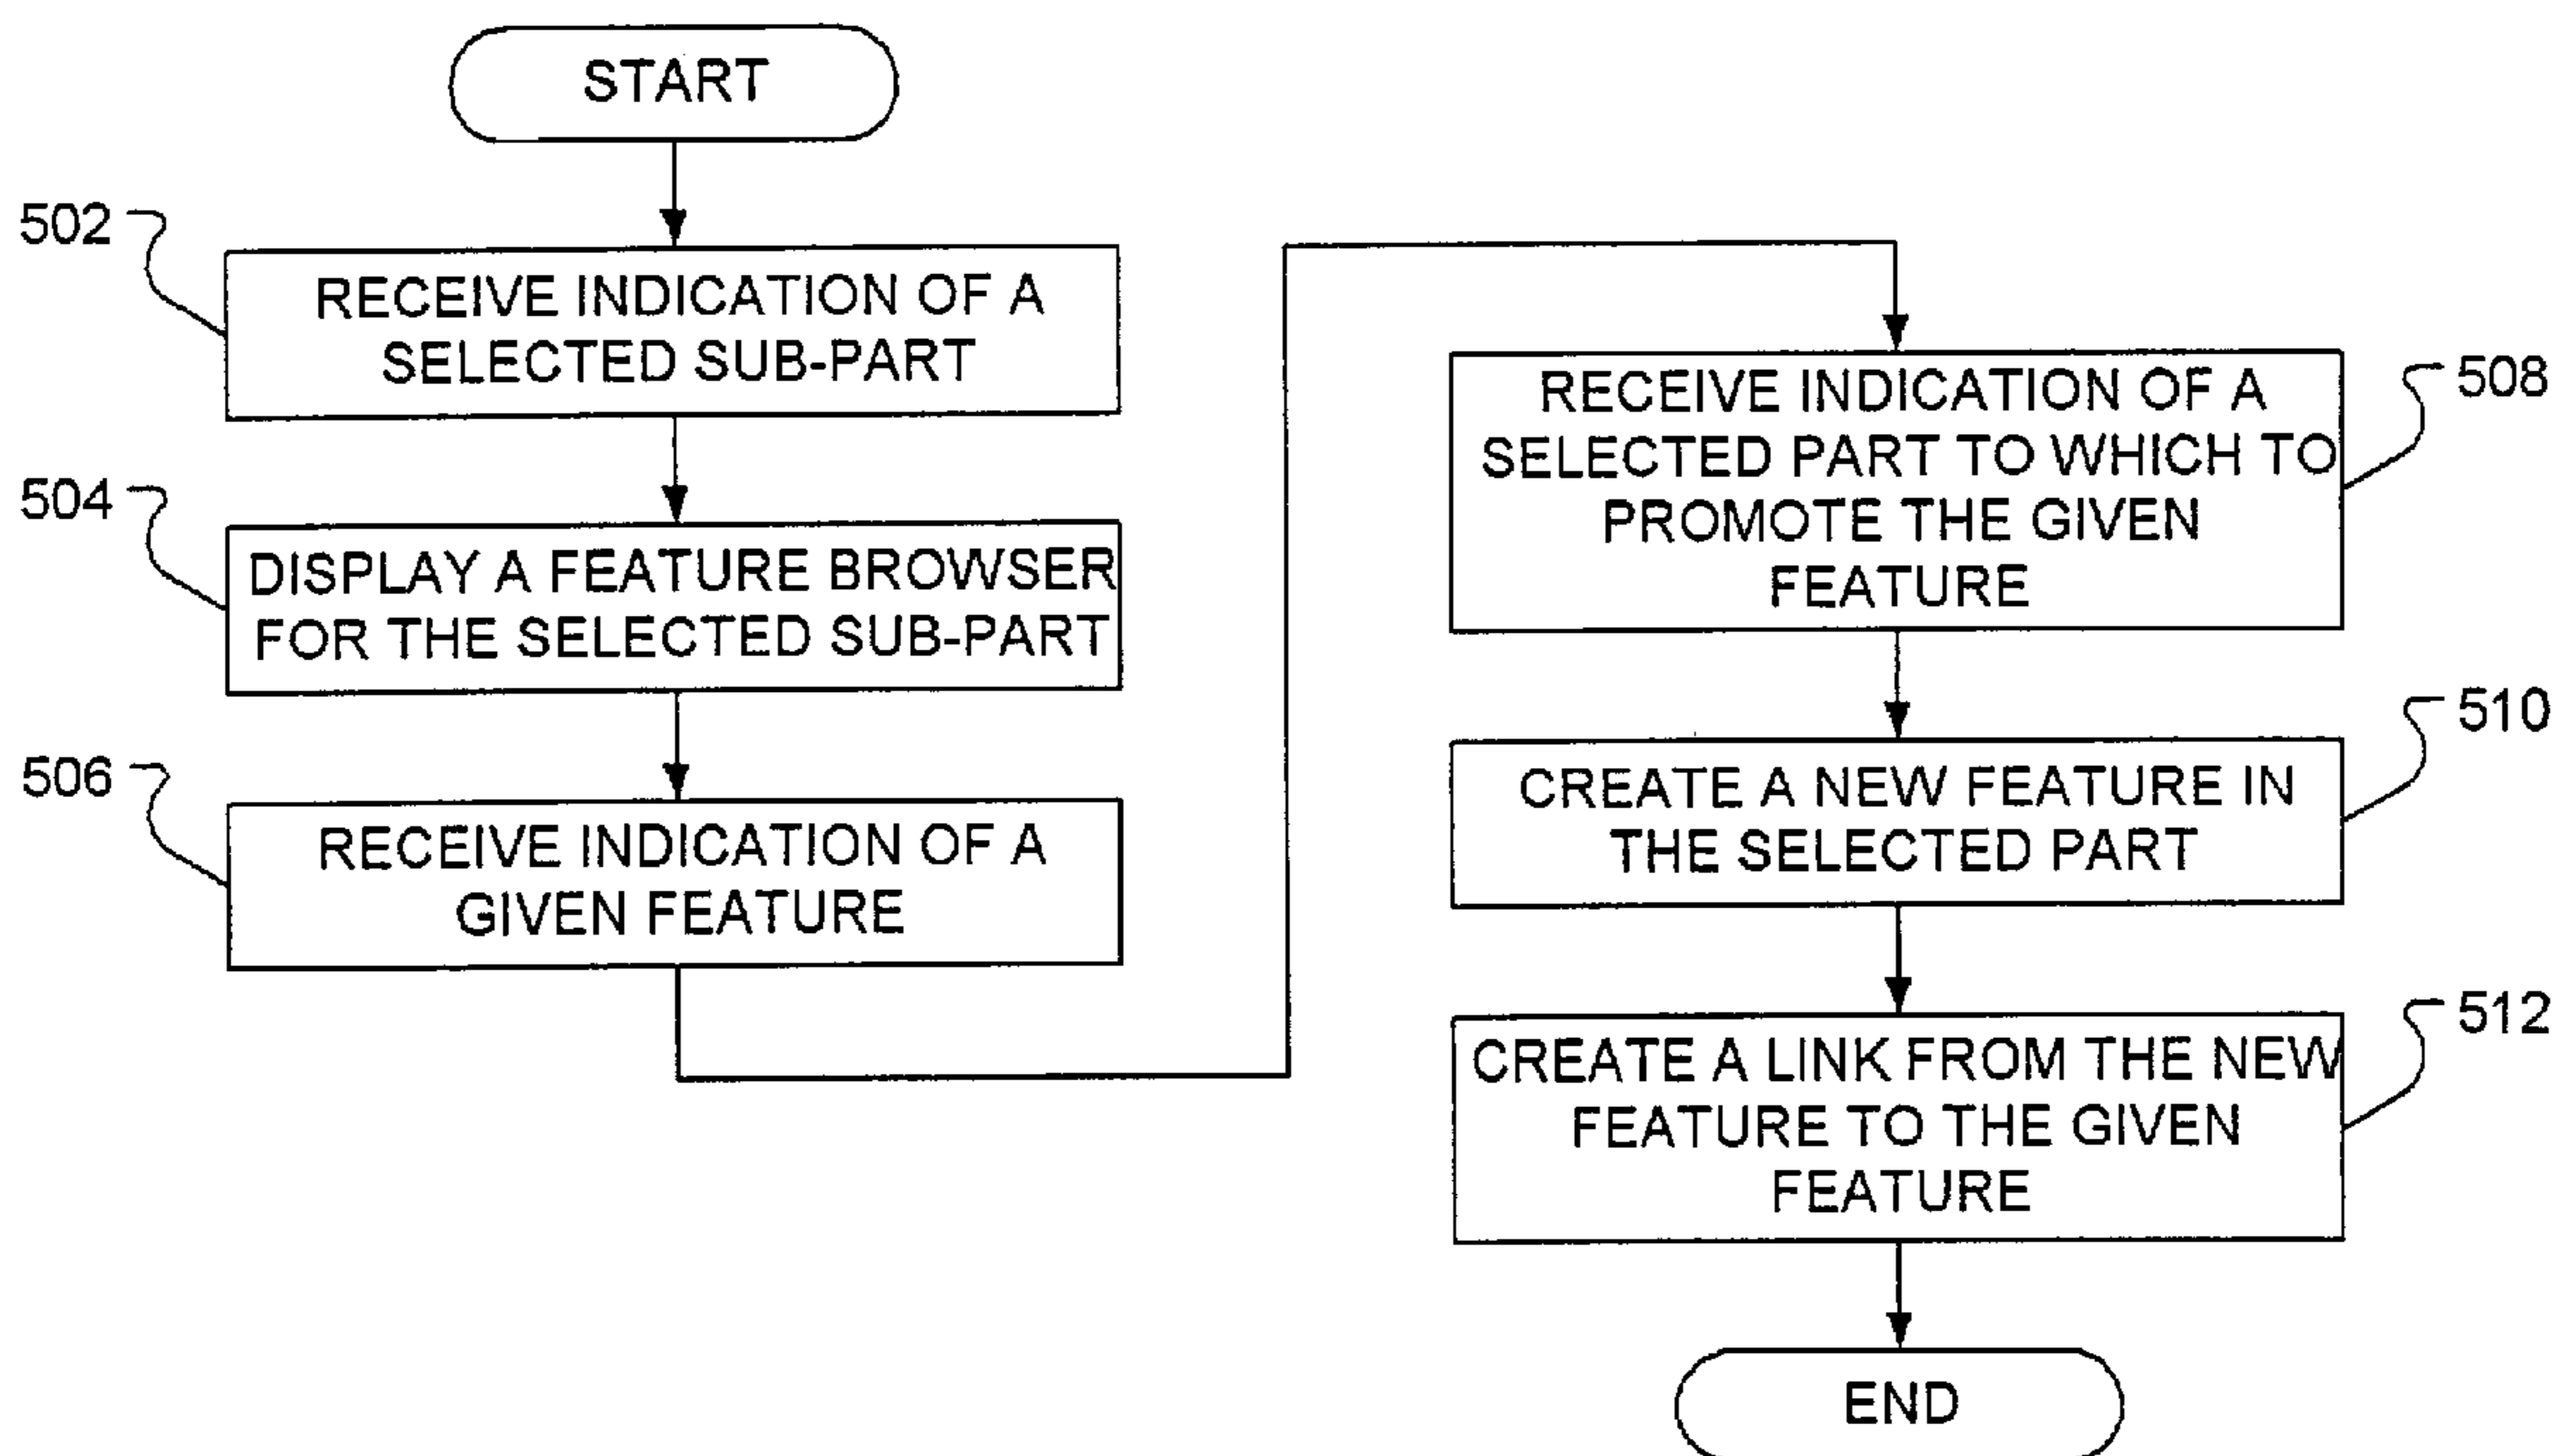 START
502
RECEIVE INDICATION OF A
SELECTED SUB-PART
504
DISPLAY A FEATURE BROWSER
FOR THE SELECTED SUB-PART
506
RECEIVE INDICATION OF A
GIVEN FEATURE
508
RECEIVE INDICATION OF A
SELECTED PART TO WHICH TO
PROMOTE THE GIVEN
FEATURE
510
CREATE A NEW FEATURE IN
THE SELECTED PART
512
CREATE A LINK FROM THE NEW
FEATURE TO THE GIVEN
FEATURE
END